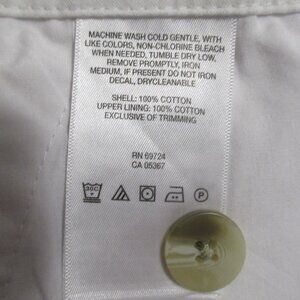 MACHINE WASH COLD GENTLE, WITH
LIKE COLORS, NON-CHLORINE BLEACH
WHEN NEEDED, TUMBLE DRY LOW,
REMOVE PROMPTLY, IRON
MEDIUM, IF PRESENT DO NOT IRON
DECAL, DRYCLEANABLE
SHELL: 100% COTTON
UPPER LINING: 100% COTTON
EXCLUSIVE OF TRIMMING
RN 69724
CA 05367
30C
P